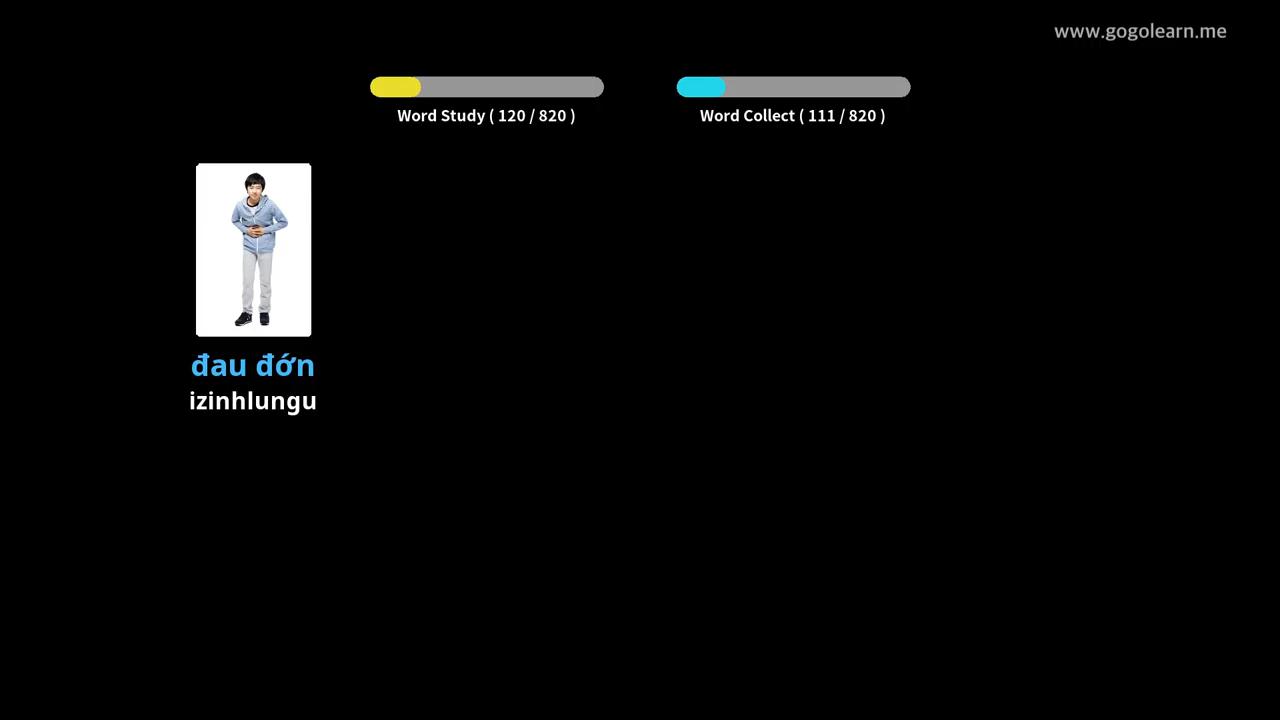 www.gogolearn.me
Word Study ( 120 / 820 )
Word Collect ( 111 / 820 )
đau đớn
izinhlungu